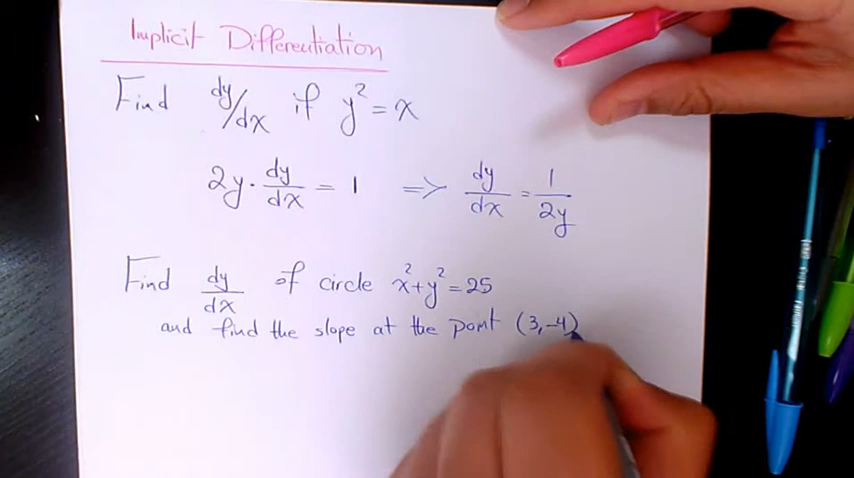 Implicit Differentiation
Find dy/dx if y² = x
2y · dy/dx = 1 => dy/dx = 1/2y
Find dy/dx of circle x² + y² = 25
and find the slope at the point (3, -4)